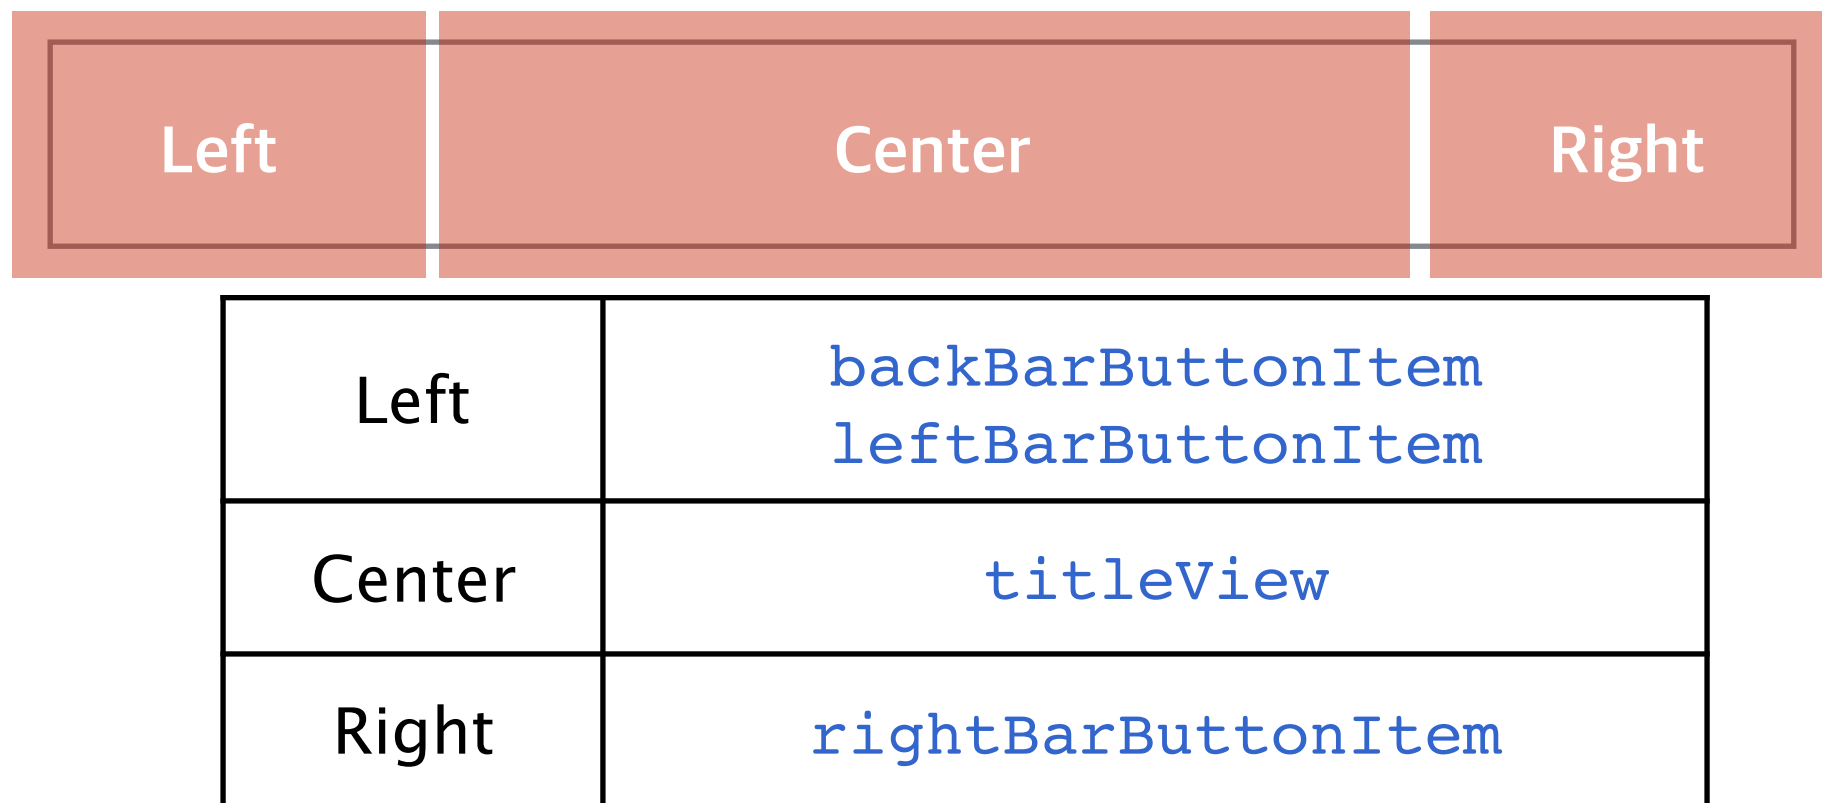 Left
Center
Right
Left
backBarButtonItem
leftBarButtonItem
Center
titleView
Right
rightBarButtonItem